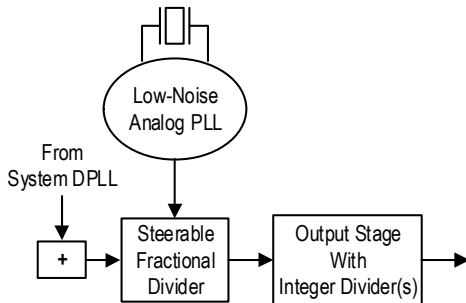 Low-Noise
Analog PLL
From
System DPLL
+
Steerable
Fractional
Divider
Output Stage
With
Integer Divider(s)